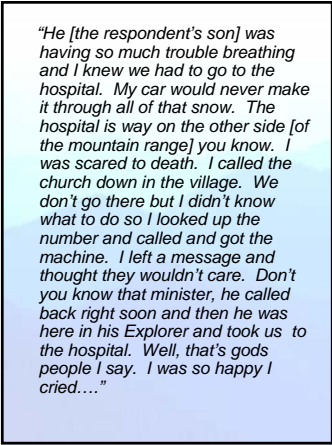 “He [the respondent’s son] was
having so much trouble breathing
and I knew we had to go to the
hospital.  My car would never make
it through all of that snow.  The
hospital is way on the other side [of
the mountain range] you know.  I
was scared to death.  I called the
church down in the village.  We
don’t go there but I didn’t know
what to do so I looked up the
number and called and got the
machine.  I left a message and
thought they wouldn’t care.  Don’t
you know that minister, he called
back right soon and then he was
here in his Explorer and took us  to
the hospital.  Well, that’s gods
people I say.  I was so happy I
cried….”